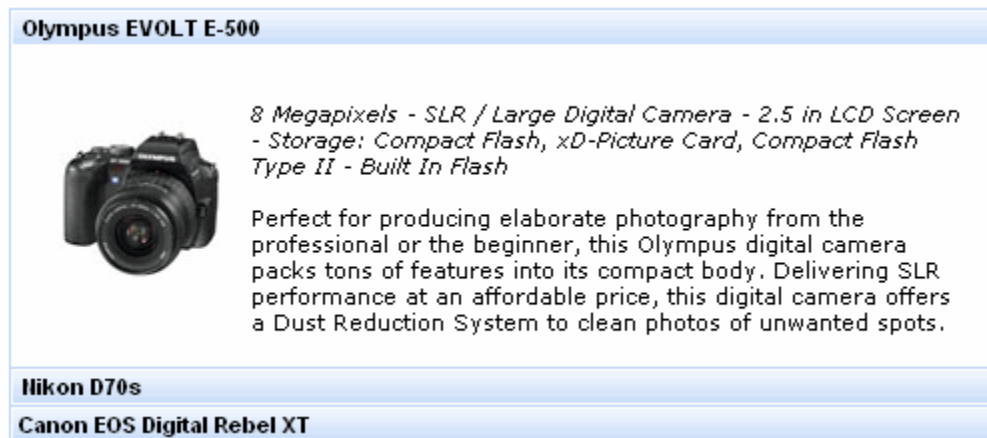 Olympus EVOLT E-500
8 Megapixels - SLR / Large Digital Camera - 2.5 in LCD Screen
- Storage: Compact Flash, xD-Picture Card, Compact Flash
Type II - Built In Flash
OLYMPUS
Perfect for producing elaborate photography from the
professional or the beginner, this Olympus digital camera
packs tons of features into its compact body. Delivering SLR
performance at an affordable price, this digital camera offers
a Dust Reduction System to clean photos of unwanted spots.
Nikon D70s
Canon EOS Digital Rebel XT